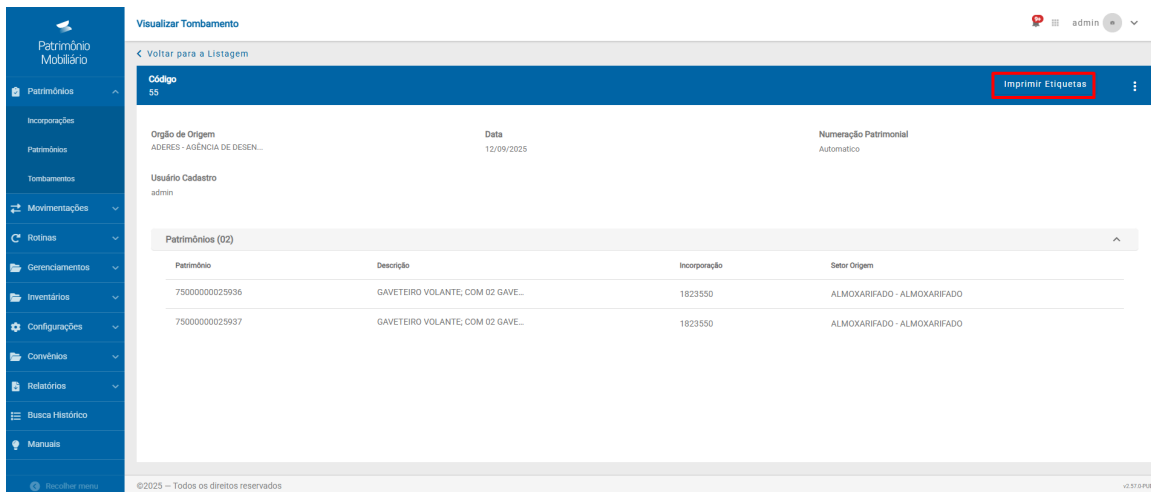 Visualizar Tombamento
9+
admin
Patrimônio
Mobiliário
Voltar para a Listagem
Código
55
Imprimir Etiquetas
Patrimônios
Incorporações
Patrimônios
Tombamentos
Movimentações
Rotinas
Gerenciamentos
Inventários
Configurações
Convênios
Relatórios
Busca Histórico
Manuais
Recolher menu
Orgão de Origem
ADERES - AGÊNCIA DE DESEN...
Data
12/09/2025
Numeração Patrimonial
Automatico
Usuário Cadastro
admin
Patrimônios (02)
Patrimônio Descrição Incorporação Setor Origem
75000000025936 GAVETEIRO VOLANTE; COM 02 GAVE... 1823550 ALMOXARIFADO - ALMOXARIFADO
75000000025937 GAVETEIRO VOLANTE; COM 02 GAVE... 1823550 ALMOXARIFADO - ALMOXARIFADO
©2025 — Todos os direitos reservados